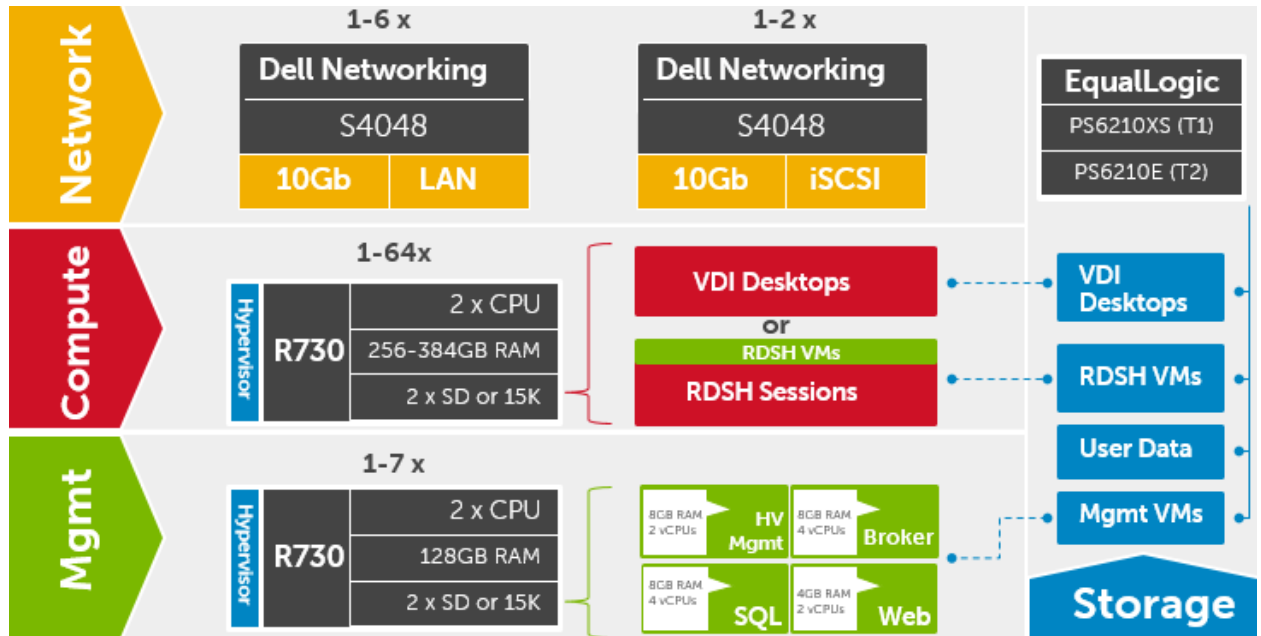 Network
1-6 x
Dell Networking
S4048
10Gb LAN
1-2 x
Dell Networking
S4048
10Gb iSCSI
EqualLogic
PS6210XS (T1)
PS6210E (T2)
Compute
1-64x
Hypervisor
R730
2 x CPU
256-384GB RAM
2 x SD or 15K
VDI Desktops
or
RDSH VMs
RDSH Sessions
VDI
Desktops
RDSH VMs
User Data
Mgmt VMs
Storage
Mgmt
1-7 x
Hypervisor
R730
2 x CPU
128GB RAM
2 x SD or 15K
8GB RAM
2 vCPUs
HV
Mgmt
8GB RAM
4 vCPUs
Broker
8GB RAM
4 vCPUs
SQL
4GB RAM
2 vCPUs
Web